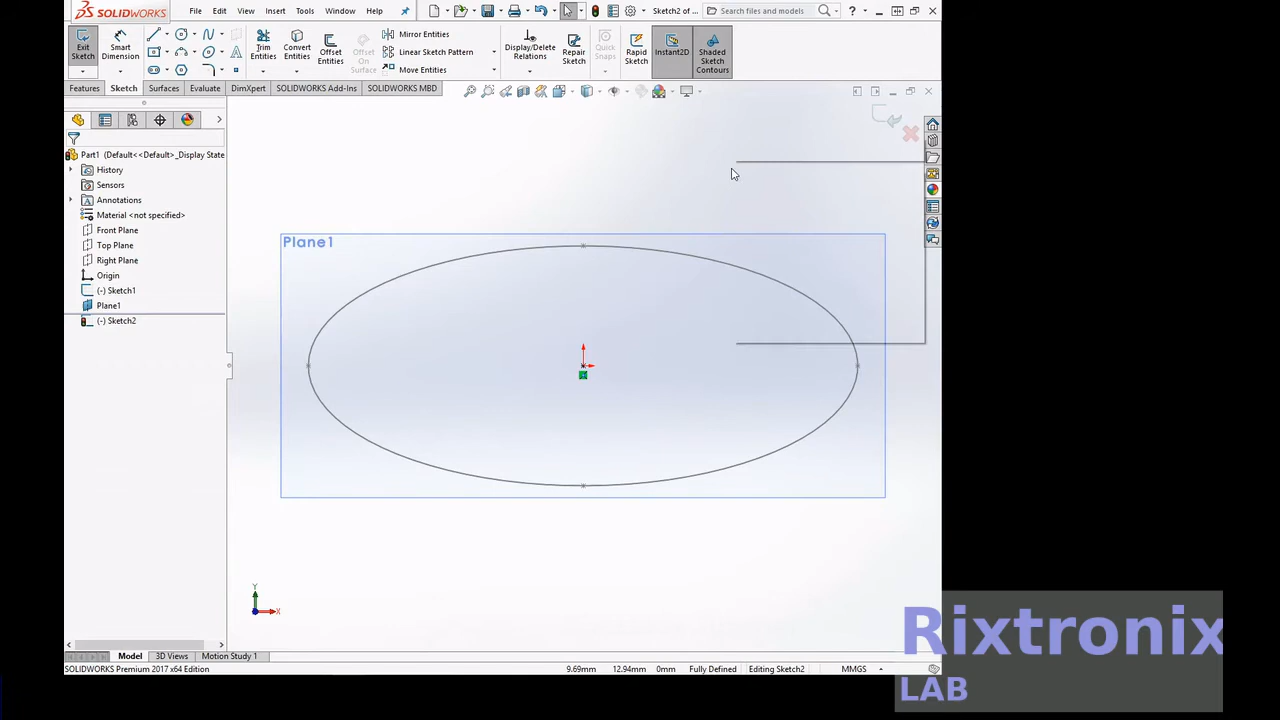 SOLIDWORKS
File Edit View Insert Tools Window Help
Sketch2 of ...
Search files and models
Exit Sketch
Smart Dimension
Trim Entities
Convert Entities
Offset Entities
Offset On Surface
Mirror Entities
Linear Sketch Pattern
Move Entities
Display/Delete Relations
Repair Sketch
Quick Snaps
Rapid Sketch
Instant2D
Shaded Sketch Contours
Features Sketch Surfaces Evaluate DimXpert SOLIDWORKS Add-Ins SOLIDWORKS MBD
Part1 (Default<<Default>_Display State
History
Sensors
Annotations
Material <not specified>
Front Plane
Top Plane
Right Plane
Origin
(-) Sketch1
Plane1
(-) Sketch2
Plane1
Y
X
Model 3D Views Motion Study 1
SOLIDWORKS Premium 2017 x64 Edition
9.69mm 12.94mm 0mm Fully Defined Editing Sketch2 MMGS
Rixtronix
LAB